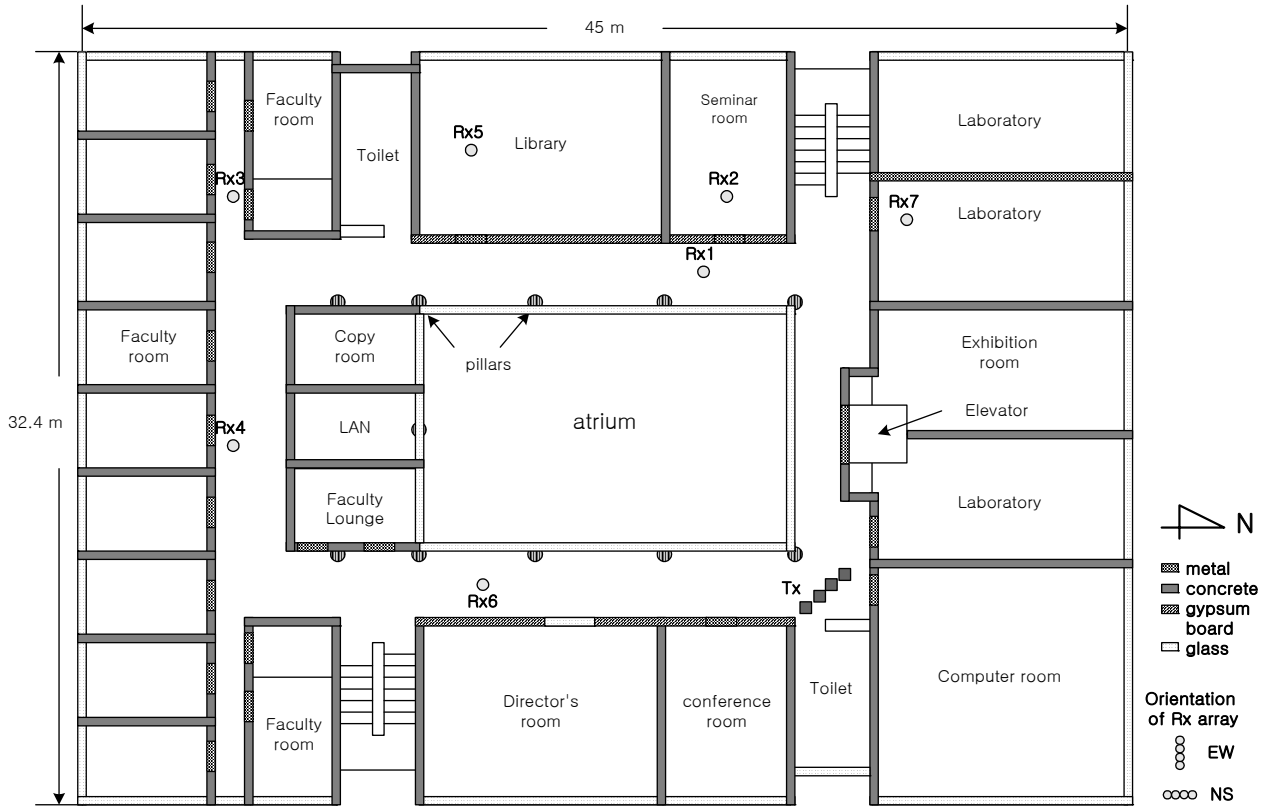 45 m
Faculty
room
Seminar
room
Laboratory
Rx5
Library
Toilet
Rx3
Rx2
Rx7
Laboratory
Rx1
Faculty
room
Copy
room
pillars
Exhibition
room
32.4 m
Rx4
LAN
atrium
Elevator
Faculty
Lounge
Laboratory
N
Rx6
Tx
metal
concrete
gypsum
board
glass
Director's
room
conference
room
Toilet
Computer room
Faculty
room
Orientation
of Rx array
EW
NS